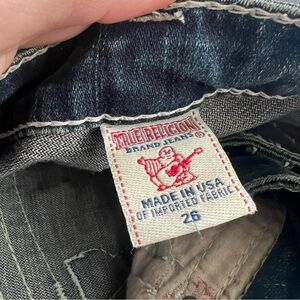 TRUE RELIGION®
BRAND JEANS
MADE IN USA
OF IMPORTED FABRIC
26